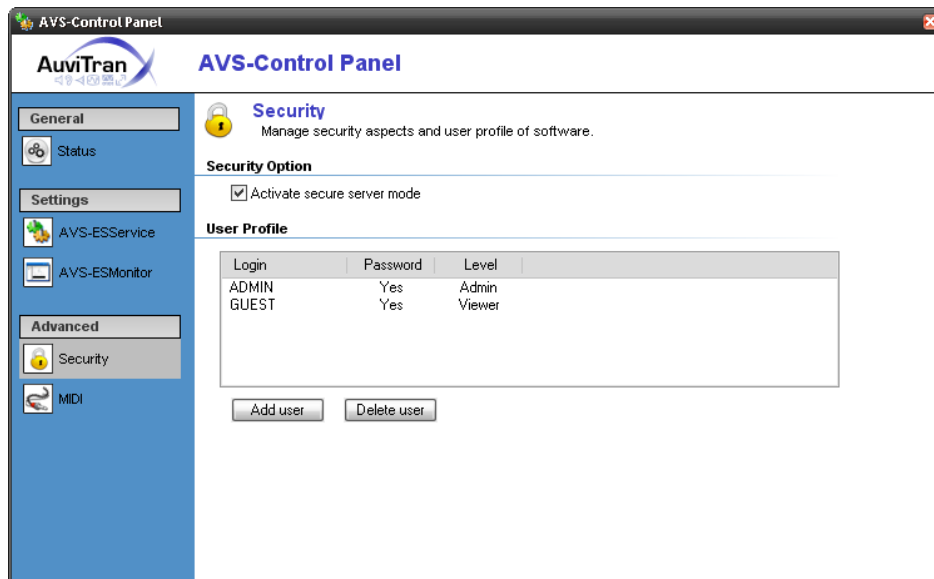 AVS-Control Panel
AuviTran
AVS-Control Panel
General
Status
Settings
AVS-ESService
AVS-ESMonitor
Advanced
Security
MIDI
Security
Manage security aspects and user profile of software.
Security Option
Activate secure server mode
User Profile
Login Password Level
ADMIN Yes Admin
GUEST Yes Viewer
Add user Delete user